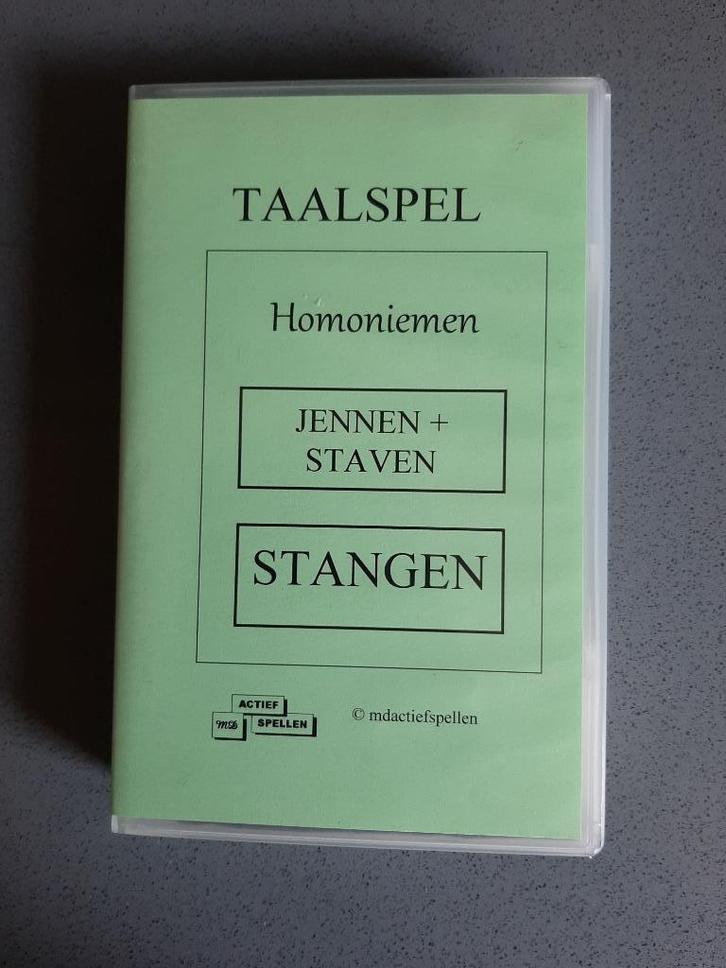 TAALSPEL
Homoniemen
JENNEN +
STAVEN
STANGEN
ACTIEF
MD SPELLEN
© mdactiefspellen